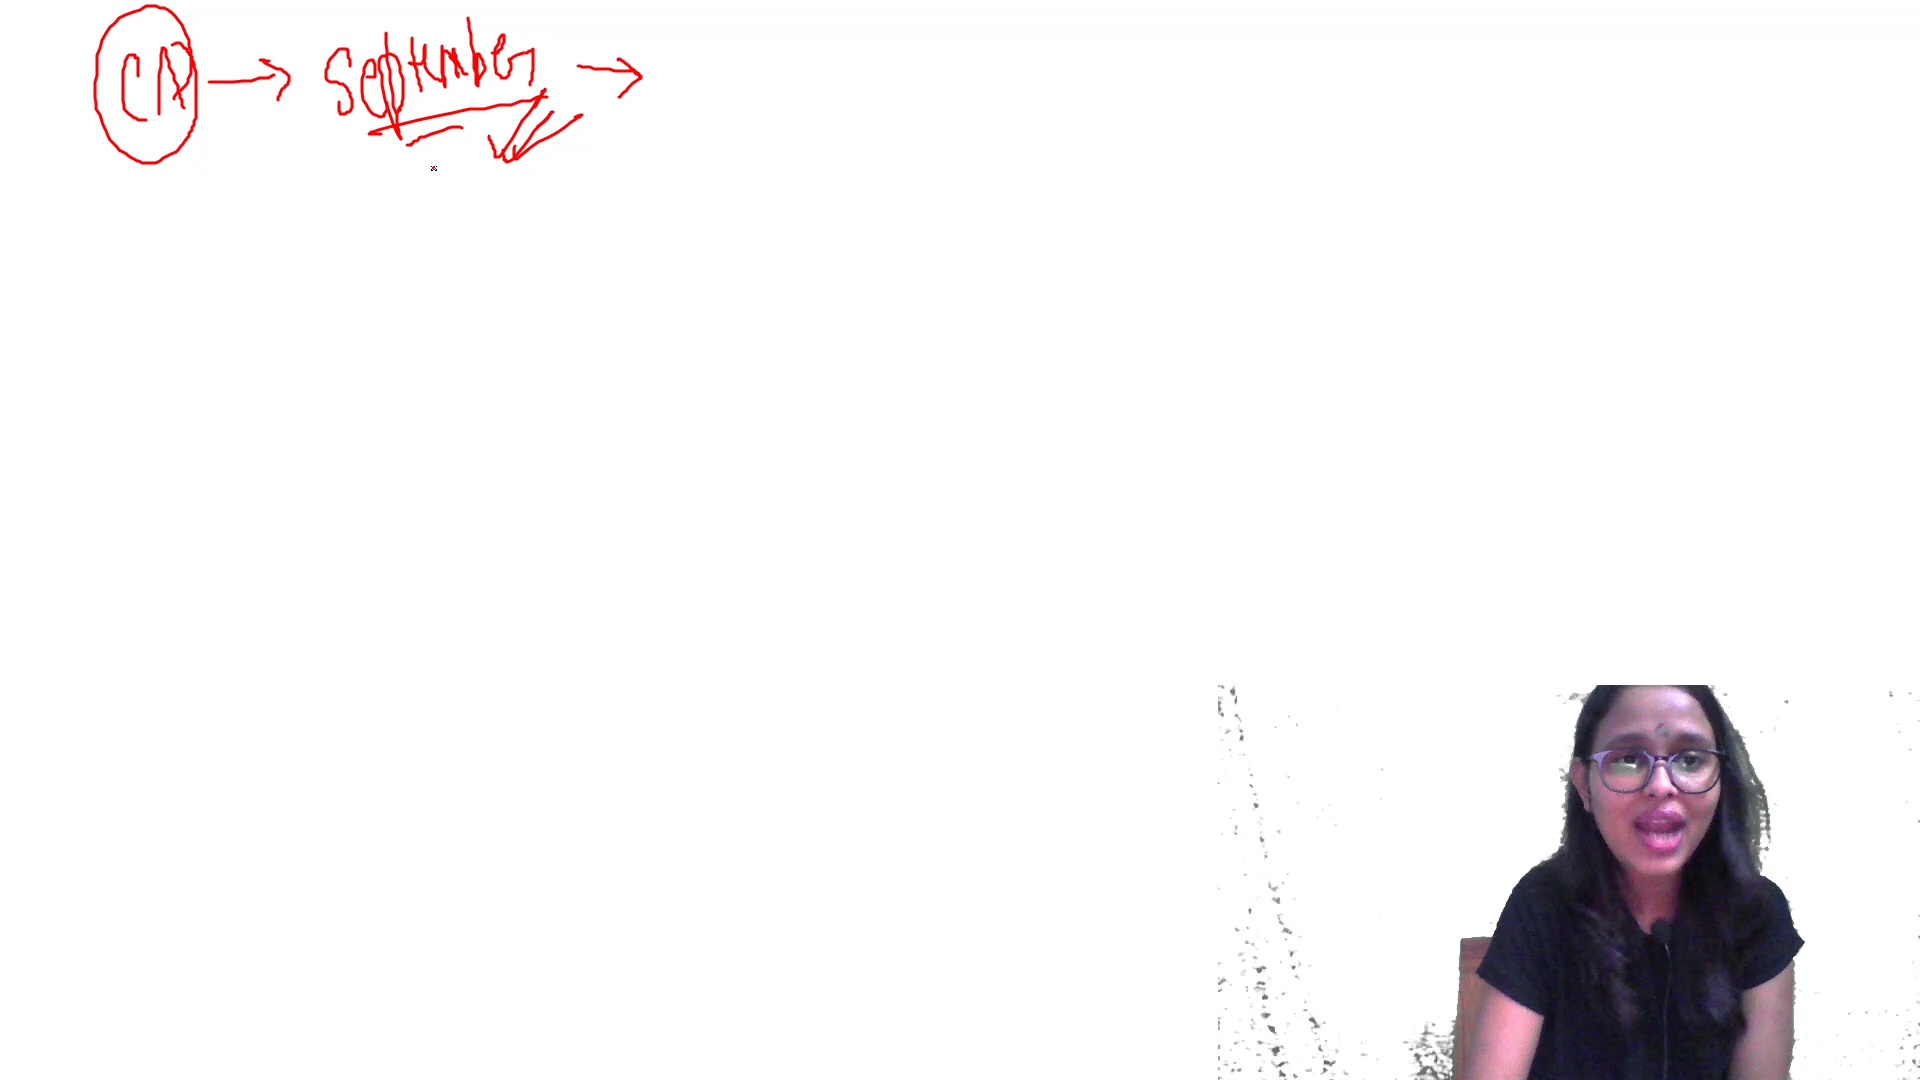 CA → September →